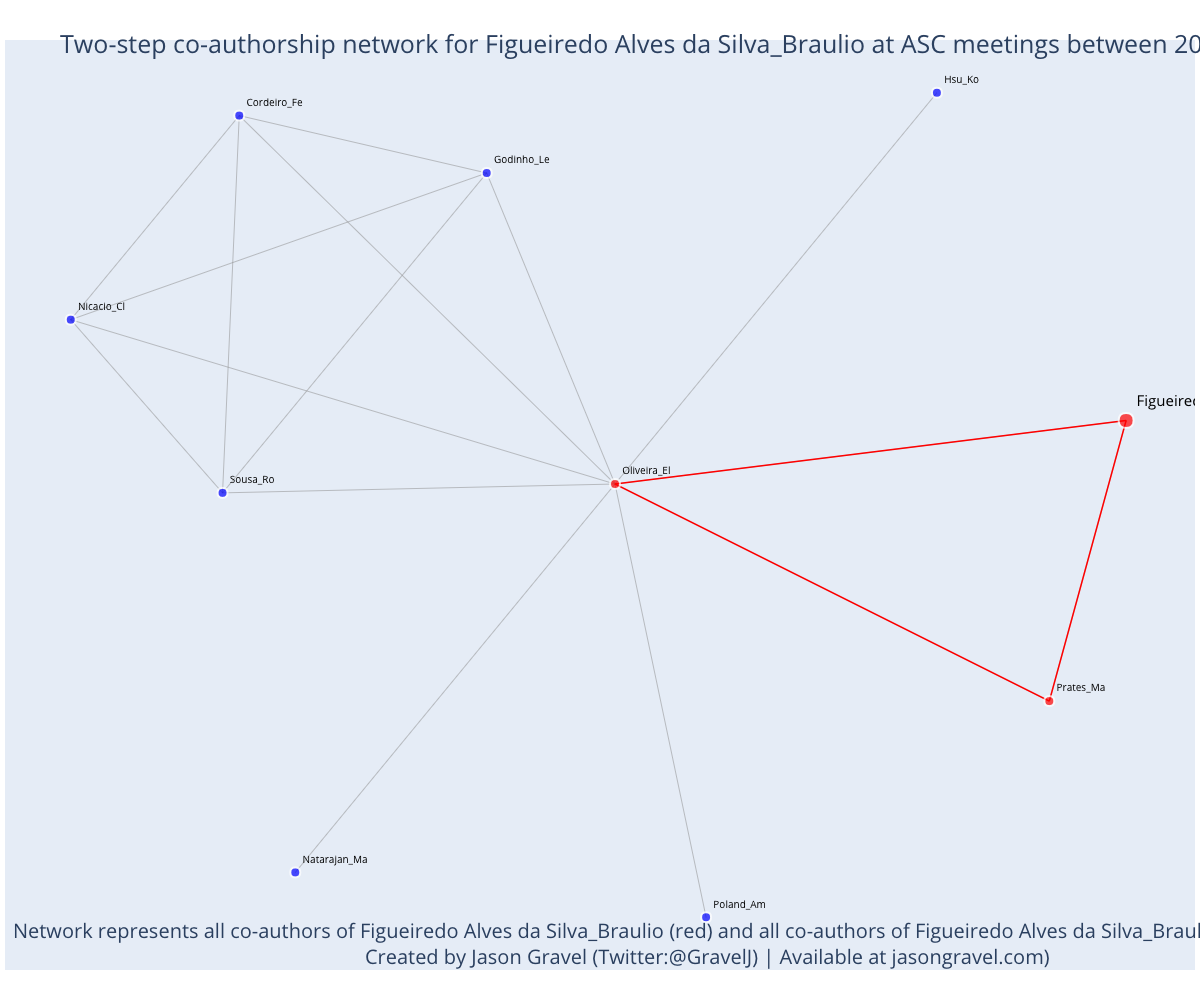 Two-step co-authorship network for Figueiredo Alves da Silva_Braulio at ASC meetings between 20
Hsu_Ko
Cordeiro_Fe
Godinho_Le
Nicacio_Cl
Figueired
Oliveira_El
Sousa_Ro
Prates_Ma
Natarajan_Ma
Poland_Am
Network represents all co-authors of Figueiredo Alves da Silva_Braulio (red) and all co-authors of Figueiredo Alves da Silva_Braul
Created by Jason Gravel (Twitter:@GravelJ) | Available at jasongravel.com)